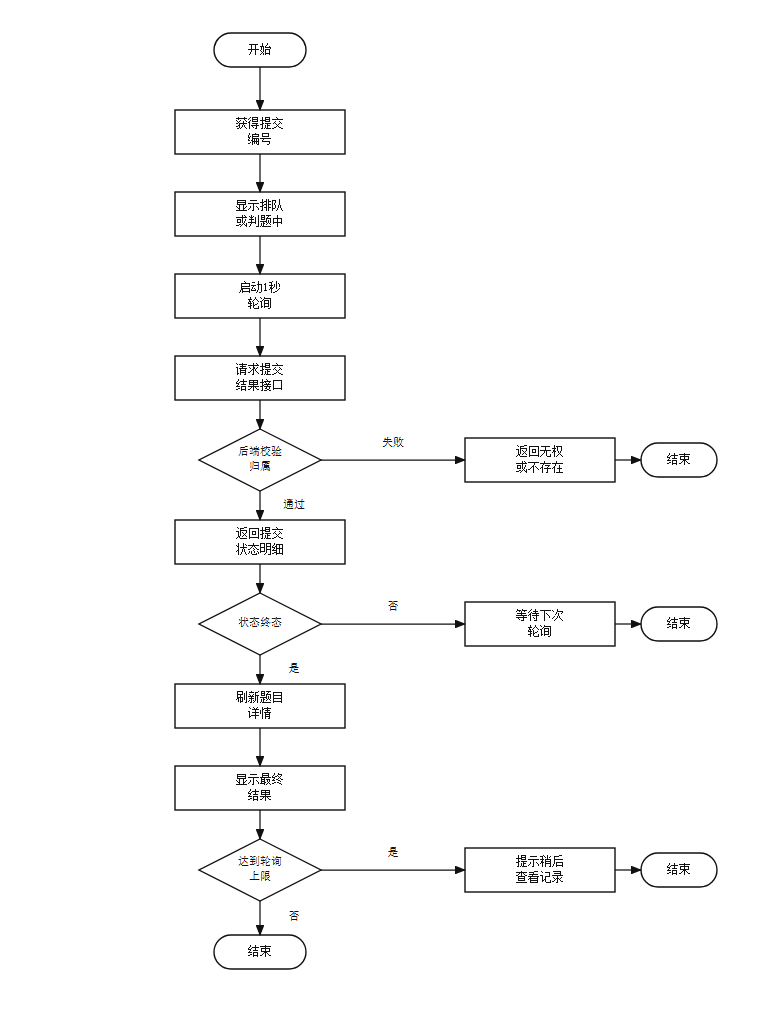 开始
获得提交
编号
显示排队
或判题中
启动1秒
轮询
请求提交
结果接口
后端校验
归属
失败
返回无权
或不存在
结束
通过
返回提交
状态明细
状态终态
否
等待下次
轮询
结束
是
刷新题目
详情
显示最终
结果
达到轮询
上限
是
提示稍后
查看记录
结束
否
结束